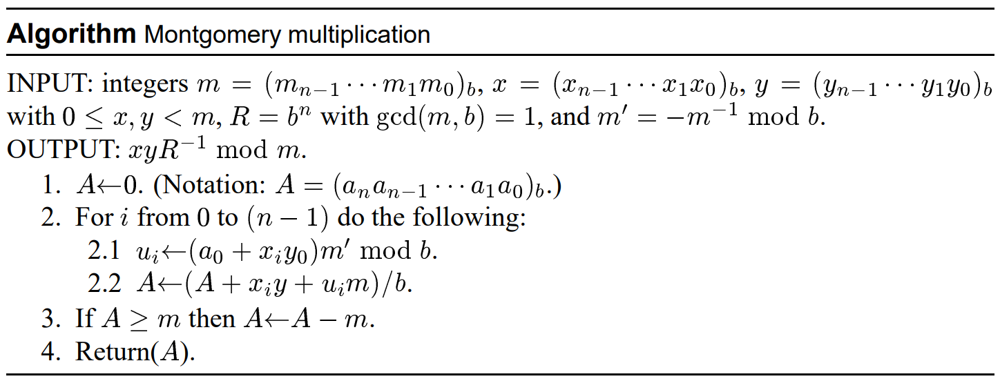 Algorithm Montgomery multiplication
INPUT: integers $m = (m_{n-1} \cdots m_1 m_0)_b$, $x = (x_{n-1} \cdots x_1 x_0)_b$, $y = (y_{n-1} \cdots y_1 y_0)_b$
with $0 \leq x, y < m$, $R = b^n$ with $\gcd(m, b) = 1$, and $m' = -m^{-1} \bmod b$.
OUTPUT: $xyR^{-1} \bmod m$.
1. $A \leftarrow 0$. (Notation: $A = (a_n a_{n-1} \cdots a_1 a_0)_b$.)
2. For $i$ from $0$ to $(n - 1)$ do the following:
2.1 $u_i \leftarrow (a_0 + x_i y_0)m' \bmod b$.
2.2 $A \leftarrow (A + x_i y + u_i m)/b$.
3. If $A \geq m$ then $A \leftarrow A - m$.
4. Return($A$).